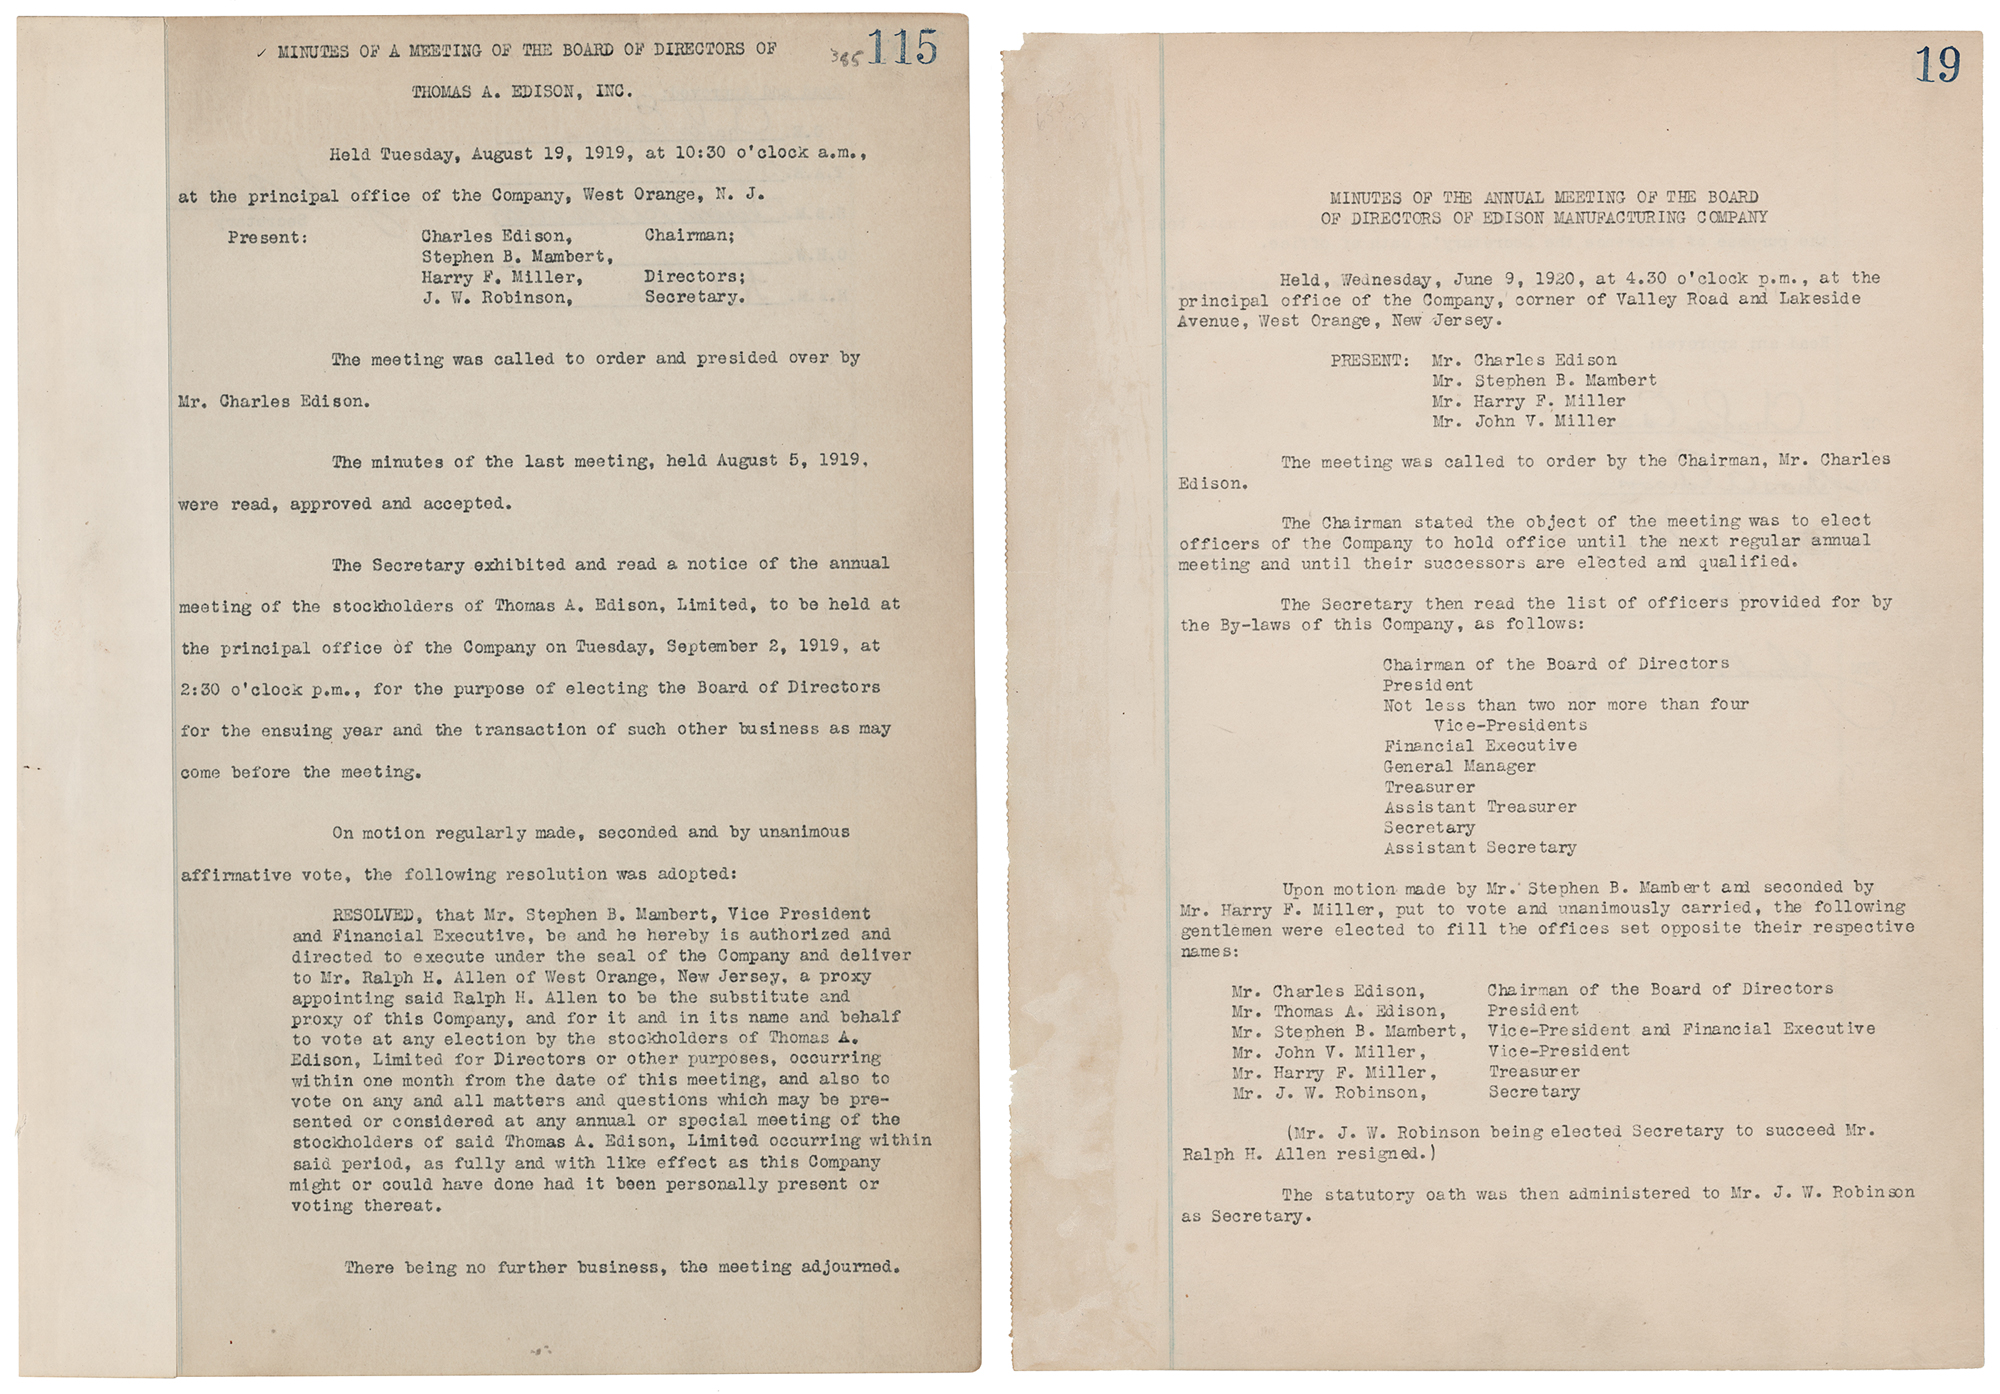 ✓ MINUTES OF A MEETING OF THE BOARD OF DIRECTORS OF
385 115
THOMAS A. EDISON, INC.
Held Tuesday, August 19, 1919, at 10:30 o'clock a.m.,
at the principal office of the Company, West Orange, N. J.
Present: Charles Edison, Chairman;
Stephen B. Mambert,
Harry F. Miller, Directors;
J. W. Robinson, Secretary.
The meeting was called to order and presided over by
Mr. Charles Edison.
The minutes of the last meeting, held August 5, 1919,
were read, approved and accepted.
The Secretary exhibited and read a notice of the annual
meeting of the stockholders of Thomas A. Edison, Limited, to be held at
the principal office of the Company on Tuesday, September 2, 1919, at
2:30 o'clock p.m., for the purpose of electing the Board of Directors
for the ensuing year and the transaction of such other business as may
come before the meeting.
On motion regularly made, seconded and by unanimous
affirmative vote, the following resolution was adopted:
RESOLVED, that Mr. Stephen B. Mambert, Vice President
and Financial Executive, be and he hereby is authorized and
directed to execute under the seal of the Company and deliver
to Mr. Ralph H. Allen of West Orange, New Jersey, a proxy
appointing said Ralph H. Allen to be the substitute and
proxy of this Company, and for it and in its name and behalf
to vote at any election by the stockholders of Thomas A.
Edison, Limited for Directors or other purposes, occurring
within one month from the date of this meeting, and also to
vote on any and all matters and questions which may be pre-
sented or considered at any annual or special meeting of the
stockholders of said Thomas A. Edison, Limited occurring within
said period, as fully and with like effect as this Company
might or could have done had it been personally present or
voting thereat.
There being no further business, the meeting adjourned.
19
MINUTES OF THE ANNUAL MEETING OF THE BOARD
OF DIRECTORS OF EDISON MANUFACTURING COMPANY
Held, Wednesday, June 9, 1920, at 4.30 o'clock p.m., at the
principal office of the Company, corner of Valley Road and Lakeside
Avenue, West Orange, New Jersey.
PRESENT: Mr. Charles Edison
Mr. Stephen B. Mambert
Mr. Harry F. Miller
Mr. John V. Miller
The meeting was called to order by the Chairman, Mr. Charles
Edison.
The Chairman stated the object of the meeting was to elect
officers of the Company to hold office until the next regular annual
meeting and until their successors are elected and qualified.
The Secretary then read the list of officers provided for by
the By-laws of this Company, as follows:
Chairman of the Board of Directors
President
Not less than two nor more than four
Vice-Presidents
Financial Executive
General Manager
Treasurer
Assistant Treasurer
Secretary
Assistant Secretary
Upon motion made by Mr. Stephen B. Mambert and seconded by
Mr. Harry F. Miller, put to vote and unanimously carried, the following
gentlemen were elected to fill the offices set opposite their respective
names:
Mr. Charles Edison, Chairman of the Board of Directors
Mr. Thomas A. Edison, President
Mr. Stephen B. Mambert, Vice-President and Financial Executive
Mr. John V. Miller, Vice-President
Mr. Harry F. Miller, Treasurer
Mr. J. W. Robinson, Secretary
(Mr. J. W. Robinson being elected Secretary to succeed Mr.
Ralph H. Allen resigned.)
The statutory oath was then administered to Mr. J. W. Robinson
as Secretary.